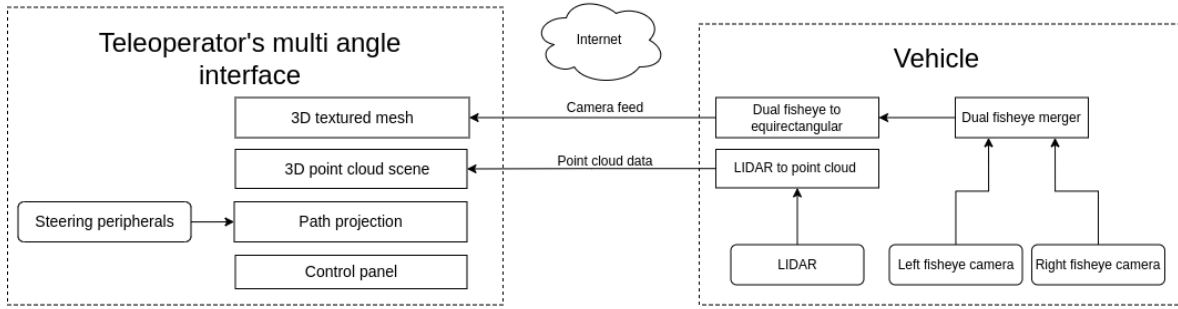 Teleoperator's multi angle
interface
3D textured mesh
3D point cloud scene
Steering peripherals
Path projection
Control panel
Internet
Camera feed
Point cloud data
Vehicle
Dual fisheye to
equirectangular
Dual fisheye merger
LIDAR to point cloud
LIDAR
Left fisheye camera
Right fisheye camera